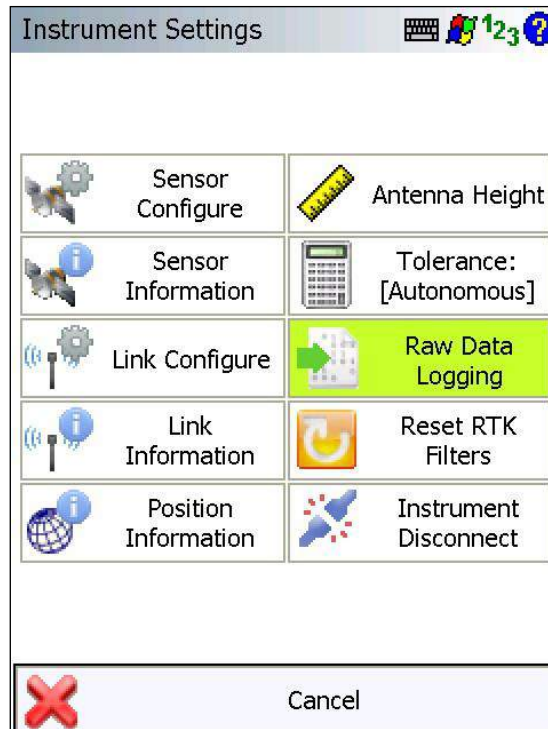 Instrument Settings
123
?
Sensor
Configure
Antenna Height
Sensor
Information
Tolerance:
[Autonomous]
Link Configure
Raw Data
Logging
Link
Information
Reset RTK
Filters
Position
Information
Instrument
Disconnect
Cancel